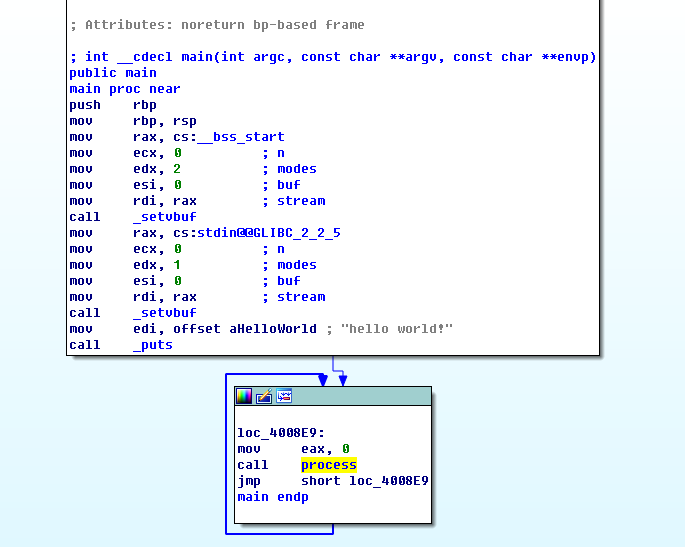 ; Attributes: noreturn bp-based frame
; int __cdecl main(int argc, const char **argv, const char **envp)
public main
main proc near
push    rbp
mov     rbp, rsp
mov     rax, cs:__bss_start
mov     ecx, 0          ; n
mov     edx, 2          ; modes
mov     esi, 0          ; buf
mov     rdi, rax        ; stream
call    _setvbuf
mov     rax, cs:stdin@@GLIBC_2_2_5
mov     ecx, 0          ; n
mov     edx, 1          ; modes
mov     esi, 0          ; buf
mov     rdi, rax        ; stream
call    _setvbuf
mov     edi, offset aHelloWorld ; "hello world!"
call    _puts
loc_4008E9:
mov     eax, 0
call    process
jmp     short loc_4008E9
main endp